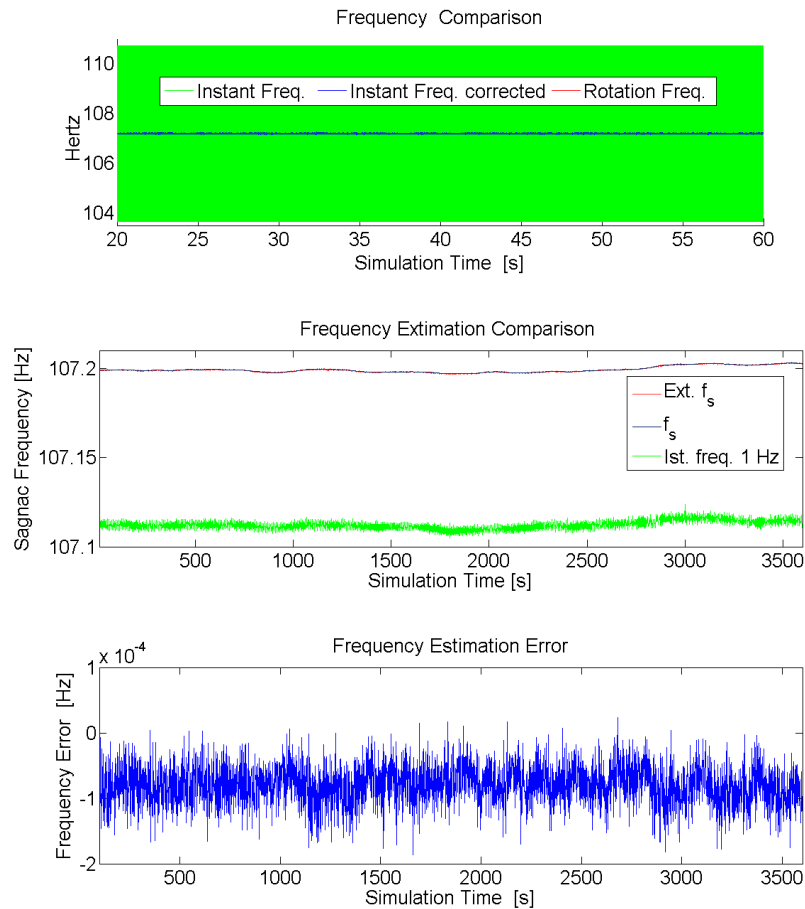 Frequency Comparison
Hertz
110
108
106
104
Instant Freq.
Instant Freq. corrected
Rotation Freq.
20 25 30 35 40 45 50 55 60
Simulation Time [s]
Frequency Extimation Comparison
Sagnac Frequency [Hz]
107.2
107.15
107.1
Ext. f_s
f_s
Ist. freq. 1 Hz
500 1000 1500 2000 2500 3000 3500
Simulation Time [s]
Frequency Estimation Error
x 10^-4
Frequency Error [Hz]
1
0
-1
-2
500 1000 1500 2000 2500 3000 3500
Simulation Time [s]